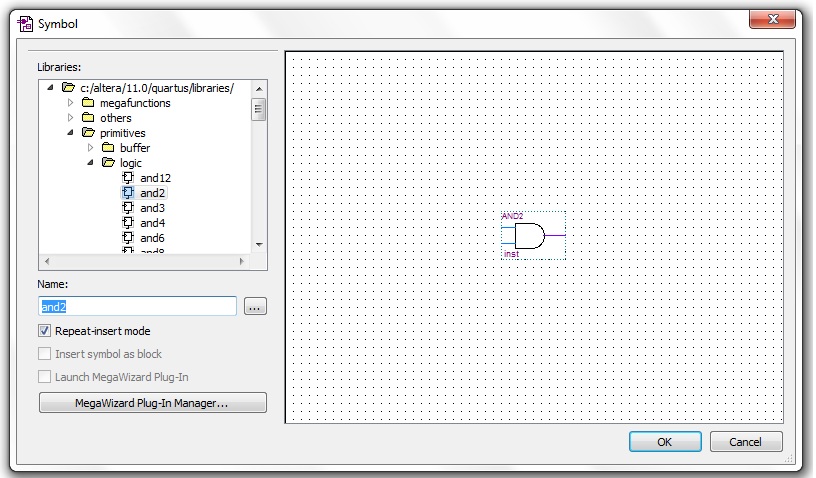 Symbol
Libraries:
c:/altera/11.0/quartus/libraries/
megafunctions
others
primitives
buffer
logic
and12
and2
and3
and4
and6
and8
Name:
and2
...
Repeat-insert mode
Insert symbol as block
Launch MegaWizard Plug-In
MegaWizard Plug-In Manager...
AND2
inst
OK
Cancel